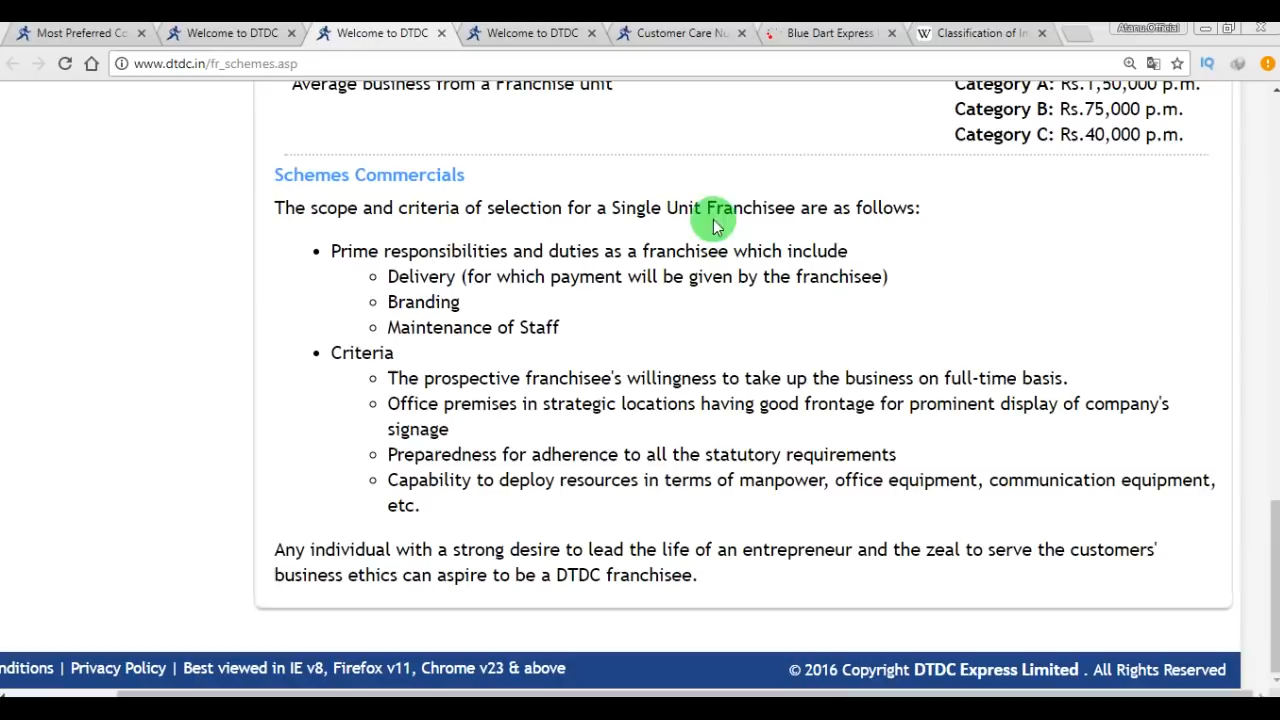 Most Preferred Co
Welcome to DTDC
Welcome to DTDC
Welcome to DTDC
Customer Care Nu
Blue Dart Express
Classification of In
Atanu Official
www.dtdc.in/fr_schemes.asp
Average business from a Franchise unit
Category A: Rs.1,50,000 p.m.
Category B: Rs.75,000 p.m.
Category C: Rs.40,000 p.m.
Schemes Commercials
The scope and criteria of selection for a Single Unit Franchisee are as follows:
• Prime responsibilities and duties as a franchisee which include
◦ Delivery (for which payment will be given by the franchisee)
◦ Branding
◦ Maintenance of Staff
• Criteria
◦ The prospective franchisee's willingness to take up the business on full-time basis.
◦ Office premises in strategic locations having good frontage for prominent display of company's
signage
◦ Preparedness for adherence to all the statutory requirements
◦ Capability to deploy resources in terms of manpower, office equipment, communication equipment,
etc.
Any individual with a strong desire to lead the life of an entrepreneur and the zeal to serve the customers'
business ethics can aspire to be a DTDC franchisee.
nditions | Privacy Policy | Best viewed in IE v8, Firefox v11, Chrome v23 & above
© 2016 Copyright DTDC Express Limited . All Rights Reserved